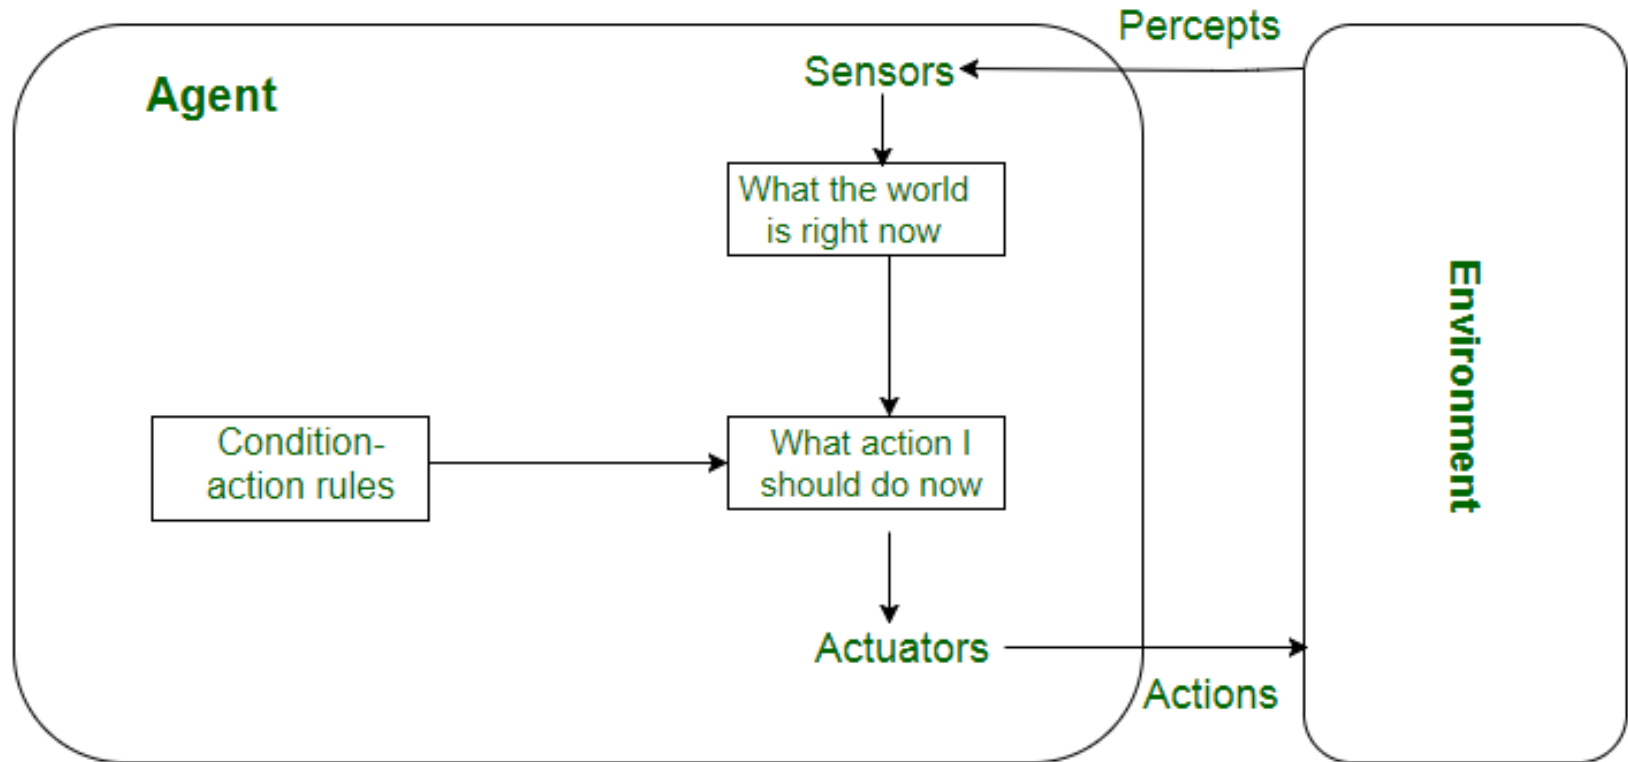 Percepts
Sensors
Agent
What the world
is right now
Environment
Condition-
action rules
What action I
should do now
Actuators
Actions